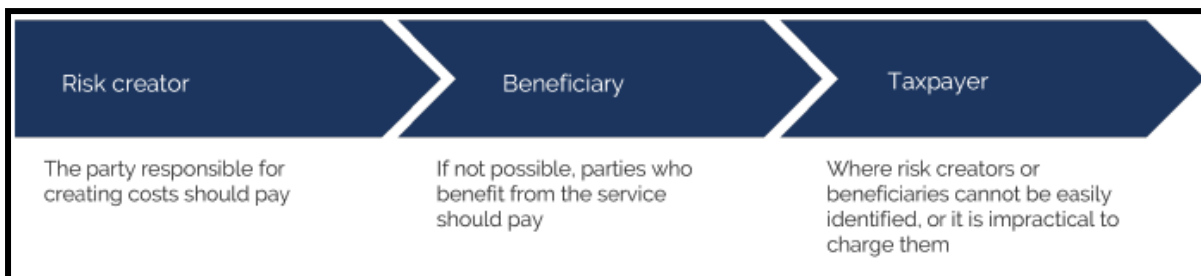 Risk creator
The party responsible for
creating costs should pay
Beneficiary
If not possible, parties who
benefit from the service
should pay
Taxpayer
Where risk creators or
beneficiaries cannot be easily
identified, or it is impractical to
charge them